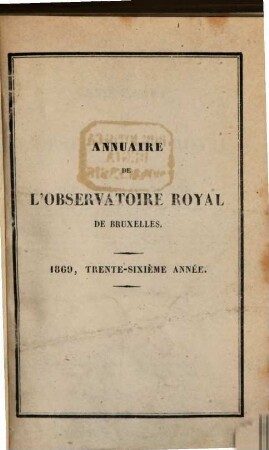 ANNUAIRE
DE
L'OBSERVATOIRE ROYAL
DE BRUXELLES.
1869, TRENTE-SIXIÈME ANNÉE.